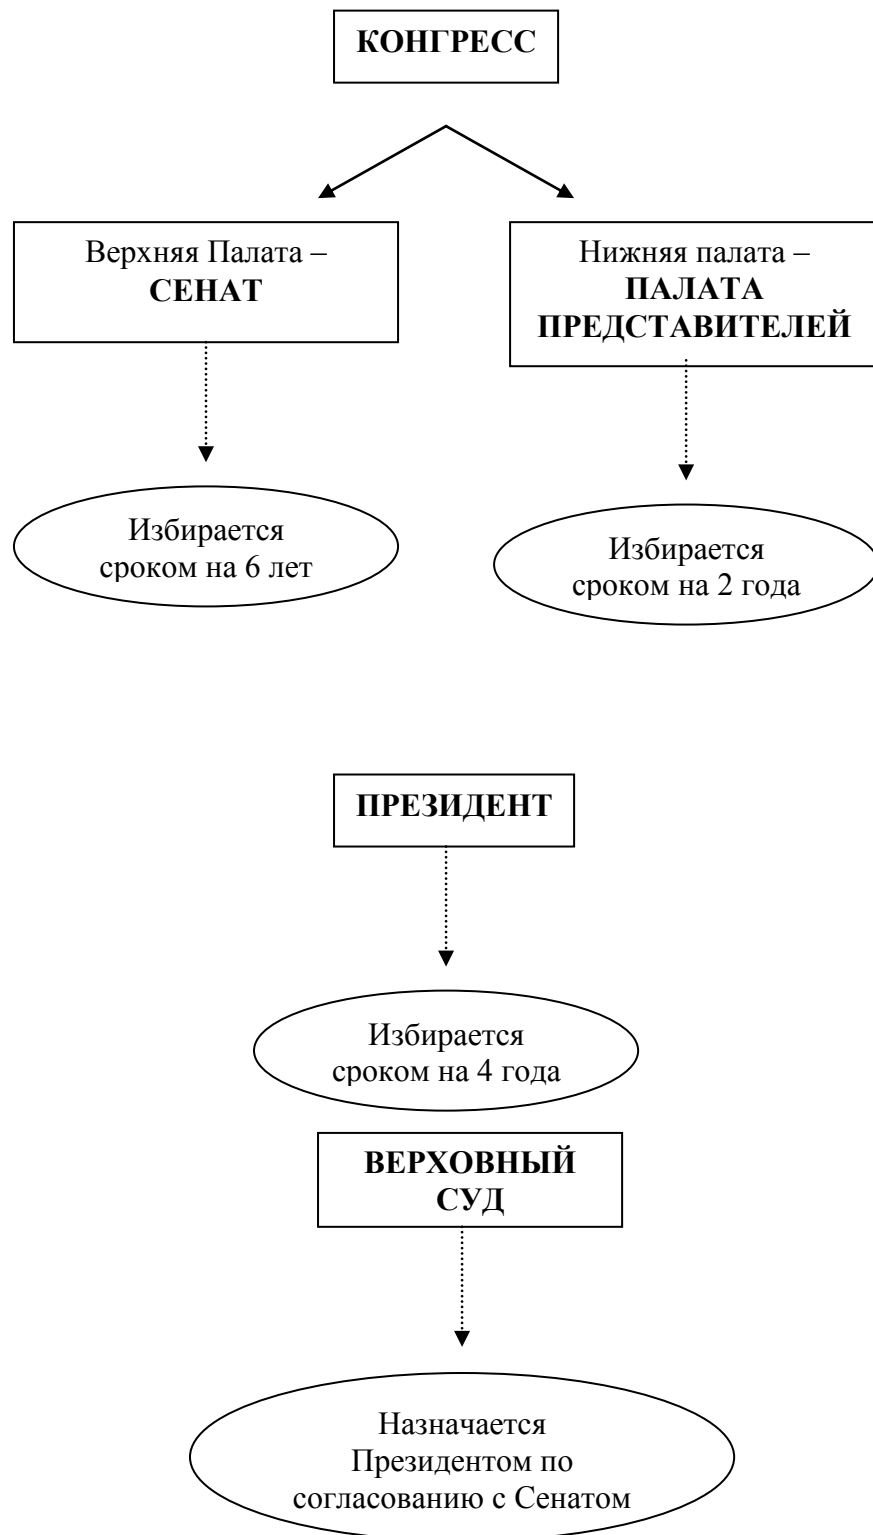 КОНГРЕСС
Верхняя Палата –
СЕНАТ
Нижняя палата –
ПАЛАТА
ПРЕДСТАВИТЕЛЕЙ
Избирается
сроком на 6 лет
Избирается
сроком на 2 года
ПРЕЗИДЕНТ
Избирается
сроком на 4 года
ВЕРХОВНЫЙ
СУД
Назначается
Президентом по
согласованию с Сенатом